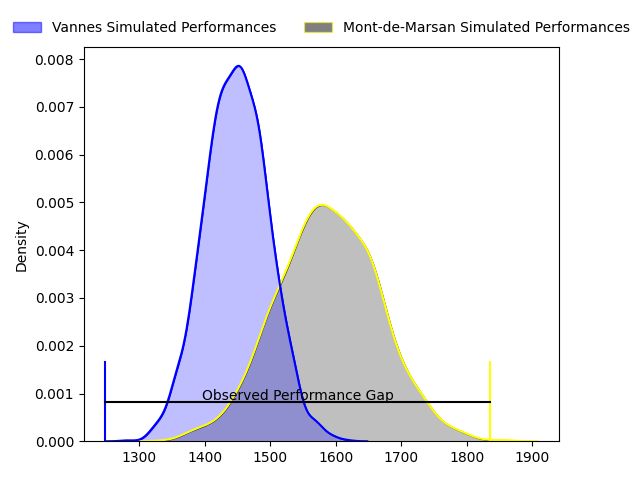 Vannes Simulated Performances
Mont-de-Marsan Simulated Performances
0.008
0.007
0.006
0.005
0.004
0.003
0.002
0.001
0.000
Density
Observed Performance Gap
1300 1400 1500 1600 1700 1800 1900